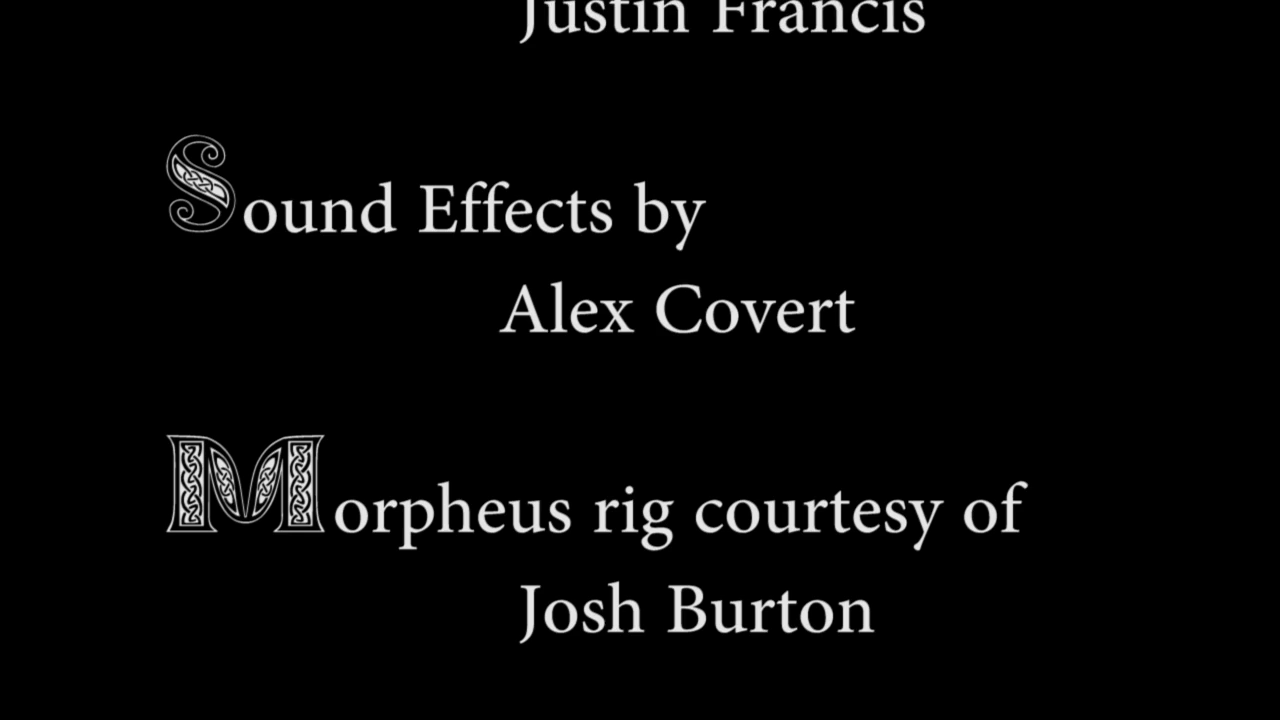 Justin Francis
Sound Effects by
Alex Covert
Morpheus rig courtesy of
Josh Burton